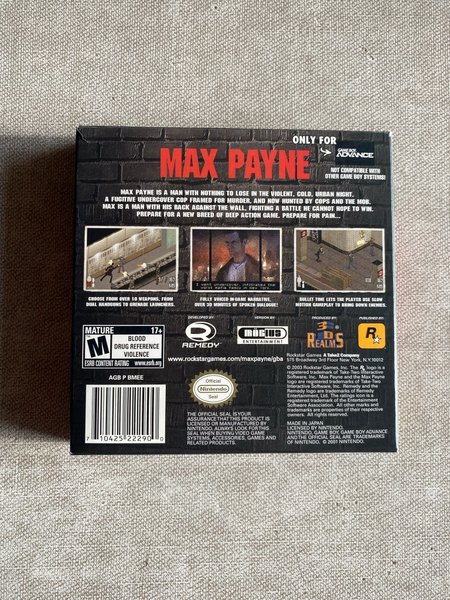 ONLY FOR
GAME BOY
ADVANCE
MAX PAYNE
NOT COMPATIBLE WITH
OTHER GAME BOY SYSTEMS!
MAX PAYNE IS A MAN WITH NOTHING TO LOSE IN THE VIOLENT, COLD, URBAN NIGHT.
A FUGITIVE UNDERCOVER COP FRAMED FOR MURDER, AND NOW HUNTED BY COPS AND THE MOB.
MAX IS A MAN WITH HIS BACK AGAINST THE WALL, FIGHTING A BATTLE HE CANNOT HOPE TO WIN.
PREPARE FOR A NEW BREED OF DEEP ACTION GAME. PREPARE FOR PAIN...
I went undercover, infiltrated the
CHOOSE FROM OVER 10 WEAPONS, FROM
DUAL HANDGUNS TO GRENADE LAUNCHERS.
FULLY VOICED IN-GAME NARRATIVE,
OVER 30 MINUTES OF SPOKEN DIALOGUE!
BULLET TIME LETS THE PLAYER USE SLOW
MOTION GAMEPLAY TO BRING DOWN ENEMIES.
MATURE 17+
M
®
BLOOD
DRUG REFERENCE
VIOLENCE
ESRB CONTENT RATING www.esrb.org
DEVELOPED BY
REMEDY
VERSION BY
MöBIUS
ENTERTAINMENT
PRODUCED BY
3D REALMS
PUBLISHED BY
R
www.rockstargames.com/maxpayne/gba
Rockstar Games A Take2 Company
575 Broadway 3rd Floor New York, N.Y. 10012
AGB P BMEE
7 10425 22290 0
Official
Nintendo
Seal
THE OFFICIAL SEAL IS YOUR
ASSURANCE THAT THIS PRODUCT IS
LICENSED OR MANUFACTURED BY
NINTENDO. ALWAYS LOOK FOR THIS
SEAL WHEN BUYING VIDEO GAME
SYSTEMS, ACCESSORIES, GAMES AND
RELATED PRODUCTS.
© 2003 Rockstar Games, Inc. The R logo is a
registered trademark of Take-Two Interactive
Software, Inc. Max Payne and the Max Payne
logo are registered trademarks of Take-Two
Interactive Software, Inc. Remedy and the
Remedy logo are trademarks of Remedy
Entertainment, Ltd. The ratings icon is a
registered trademark of the Entertainment
Software Association. All other marks and
trademarks are properties of their respective
owners. All rights reserved.
MADE IN JAPAN
LICENSED BY NINTENDO.
NINTENDO, GAME BOY, GAME BOY ADVANCE
AND THE OFFICIAL SEAL ARE TRADEMARKS
OF NINTENDO. © 2001 NINTENDO.